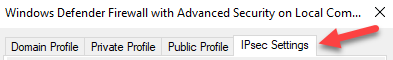 Windows Defender Firewall with Advanced Security on Local Com...
Domain Profile Private Profile Public Profile IPsec Settings